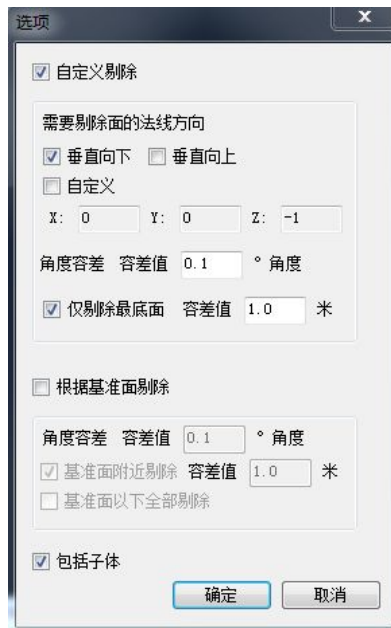 选项
自定义剔除
需要剔除面的法线方向
垂直向下 垂直向上
自定义
X: 0 Y: 0 Z: -1
角度容差 容差值 0.1 °角度
仅剔除最底面 容差值 1.0 米
根据基准面剔除
角度容差 容差值 0.1 °角度
基准面附近剔除 容差值 1.0 米
基准面以下全部剔除
包括子体
确定 取消